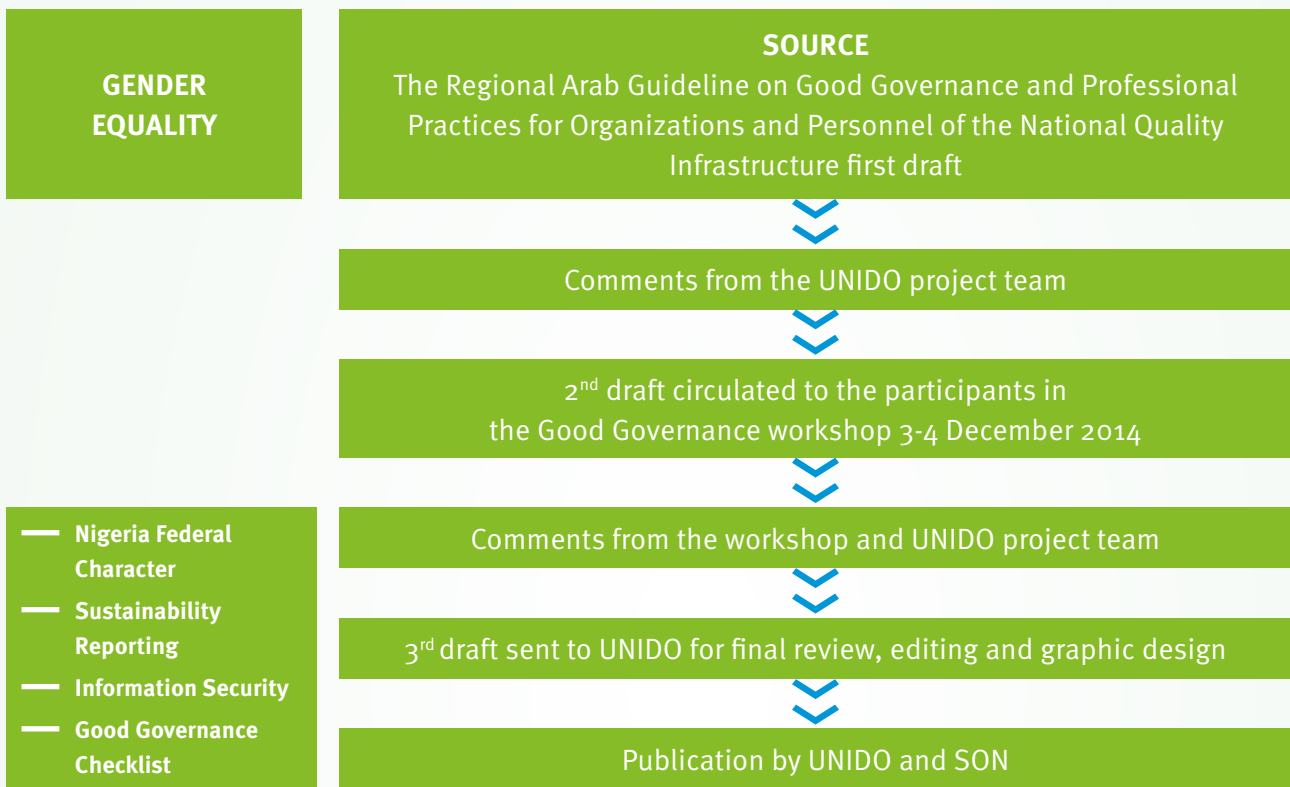 GENDER
EQUALITY
SOURCE
The Regional Arab Guideline on Good Governance and Professional
Practices for Organizations and Personnel of the National Quality
Infrastructure first draft
Comments from the UNIDO project team
2nd draft circulated to the participants in
the Good Governance workshop 3-4 December 2014
— Nigeria Federal
Character
— Sustainability
Reporting
— Information Security
— Good Governance
Checklist
Comments from the workshop and UNIDO project team
3rd draft sent to UNIDO for final review, editing and graphic design
Publication by UNIDO and SON